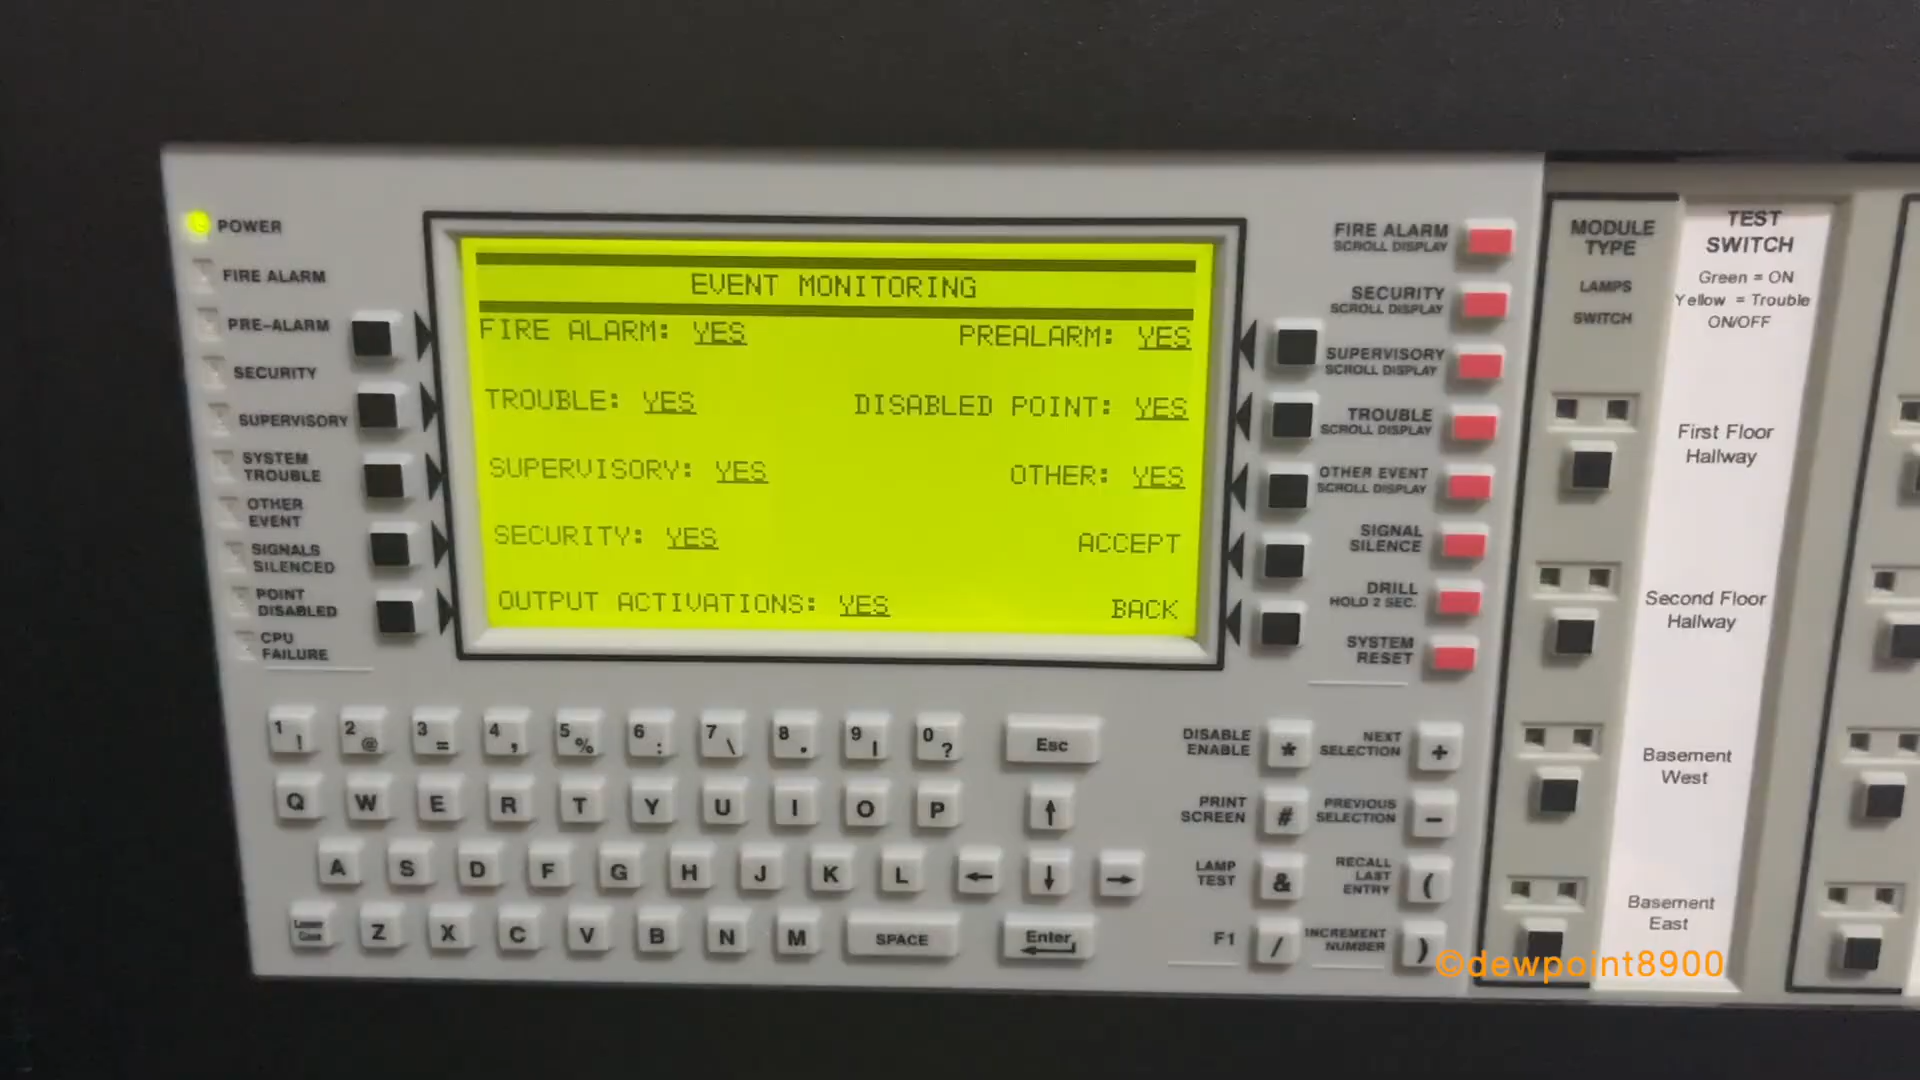 POWER
FIRE ALARM
PRE-ALARM
SECURITY
SUPERVISORY
SYSTEM
TROUBLE
OTHER
EVENT
SIGNALS
SILENCED
POINT
DISABLED
CPU
FAILURE
EVENT MONITORING
FIRE ALARM: YES PREALARM: YES
TROUBLE: YES DISABLED POINT: YES
SUPERVISORY: YES OTHER: YES
SECURITY: YES ACCEPT
OUTPUT ACTIVATIONS: YES BACK
FIRE ALARM
SCROLL DISPLAY
SECURITY
SCROLL DISPLAY
SUPERVISORY
SCROLL DISPLAY
TROUBLE
SCROLL DISPLAY
OTHER EVENT
SCROLL DISPLAY
SIGNAL
SILENCE
DRILL
HOLD 2 SEC.
SYSTEM
RESET
1 ! 2 @ 3 = 4 , 5 % 6 : 7 \ 8 . 9 | 0 ? Esc
Q W E R T Y U I O P ↑
A S D F G H J K L ← ↓ →
Lower
Case
Z X C V B N M SPACE Enter
DISABLE
ENABLE
*
NEXT
SELECTION
+
PRINT
SCREEN
#
PREVIOUS
SELECTION
−
LAMP
TEST
&
RECALL
LAST
ENTRY
(
F1
/
INCREMENT
NUMBER
)
MODULE
TYPE
LAMPS
SWITCH
TEST
SWITCH
Green = ON
Yellow = Trouble
ON/OFF
First Floor
Hallway
Second Floor
Hallway
Basement
West
Basement
East
©dewpoint8900